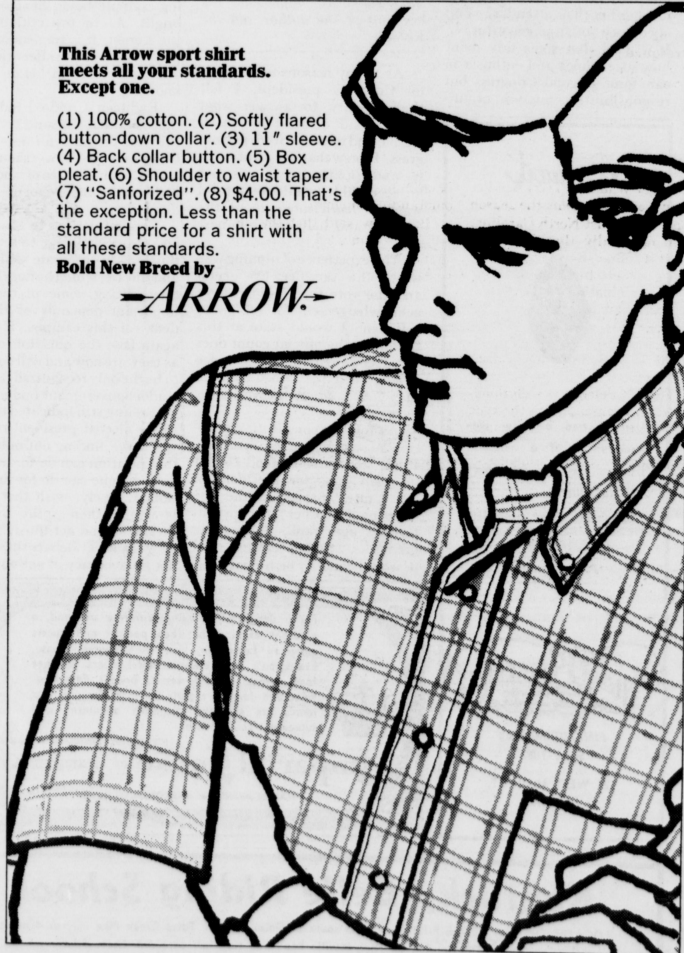 This Arrow sport shirt
meets all your standards.
Except one.
(1) 100% cotton. (2) Softly flared
button-down collar. (3) 11" sleeve.
(4) Back collar button. (5) Box
pleat. (6) Shoulder to waist taper.
(7) "Sanforized". (8) $4.00. That's
the exception. Less than the
standard price for a shirt with
all these standards.
Bold New Breed by
ARROW